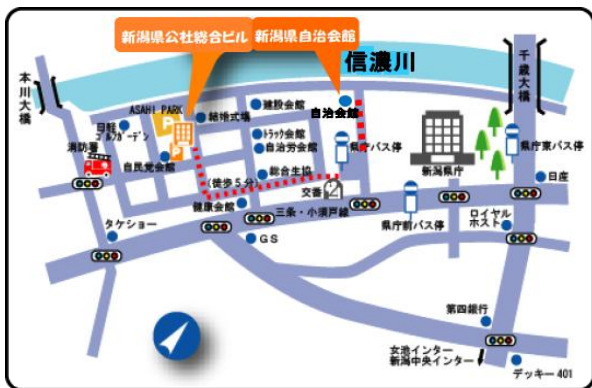 新潟県公社総合ビル
新潟県自治会館
信濃川
千歳大橋
本川大橋
ASAHI PARK
P
結婚式場
建設会館
自治会館
日軽
ゴルフガーデン
消防署
トラック会館
自治労会館
県庁バス停
新潟県庁
県庁東バス停
自民党会館
P
総合生協
(徒歩5分)
交番
日産
健康会館
三条・小須戸線
県庁前バス停
ロイヤル
ホスト
タケショー
GS
第四銀行
女池インター
新潟中央インター
デッキー401